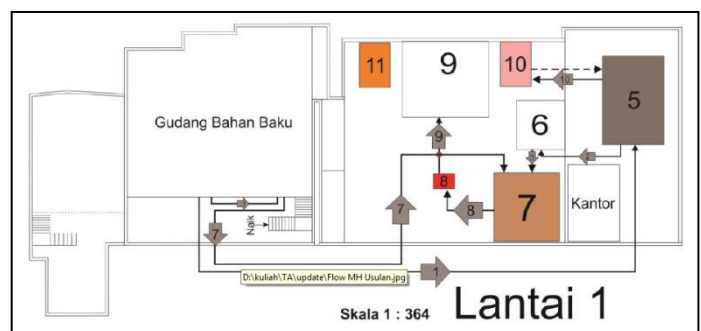 11
9
10
10
5
Gudang Bahan Baku
6
9
8
7
7
8
7
Kantor
Naik
7
D:\kuliah\TA\update\Flow MH Usulan.jpg
1
Skala 1 : 364
Lantai 1